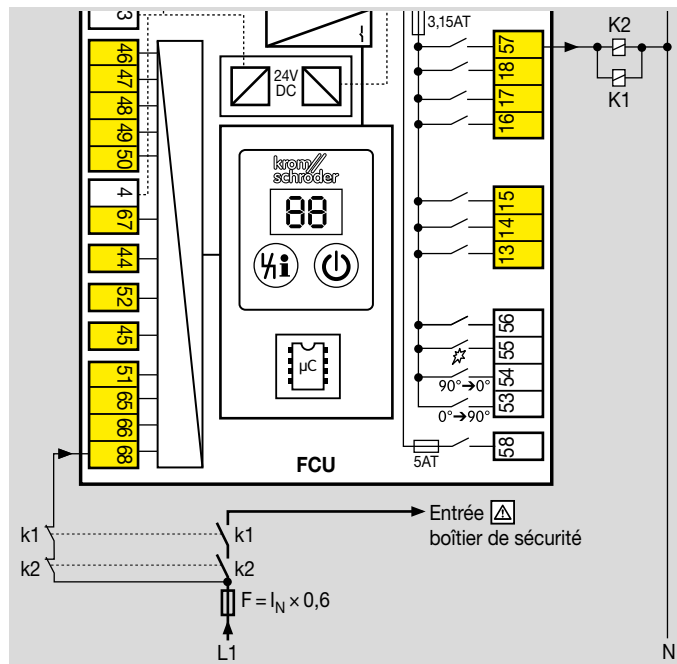 3
46
47
48
49
50
4
67
44
52
45
51
65
66
68
24V
DC
{
krom//
schröder
88
i
µC
FCU
3,15AT
57
18
17
16
15
14
13
56
55
54
53
58
90°→0°
0°→90°
5AT
K2
K1
k1
k2
k1
k2
Entrée
boîtier de sécurité
F = I_N × 0,6
L1
N